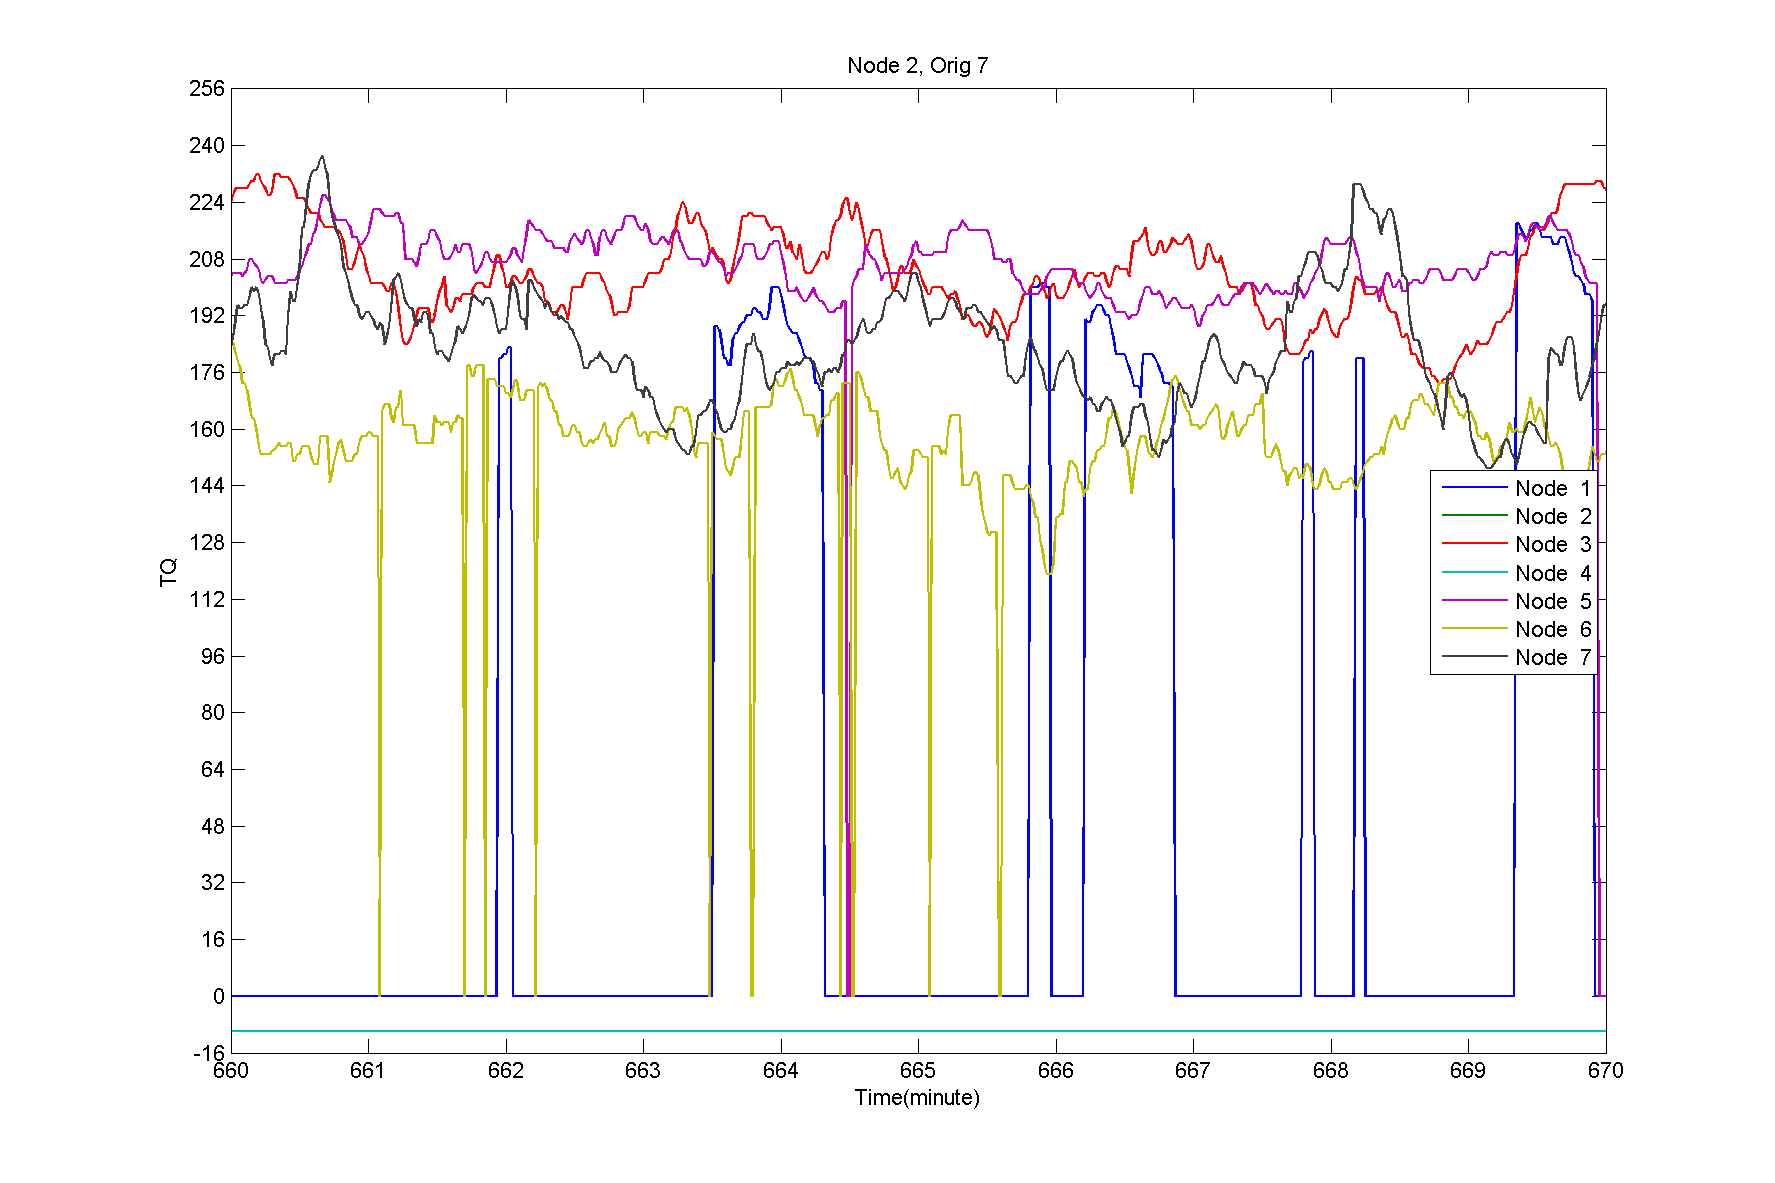 Node 2, Orig 7
256
240
224
208
192
176
160
144
128
112
96
80
64
48
32
16
0
-16
TQ
660 661 662 663 664 665 666 667 668 669 670
Time(minute)
Node 1
Node 2
Node 3
Node 4
Node 5
Node 6
Node 7